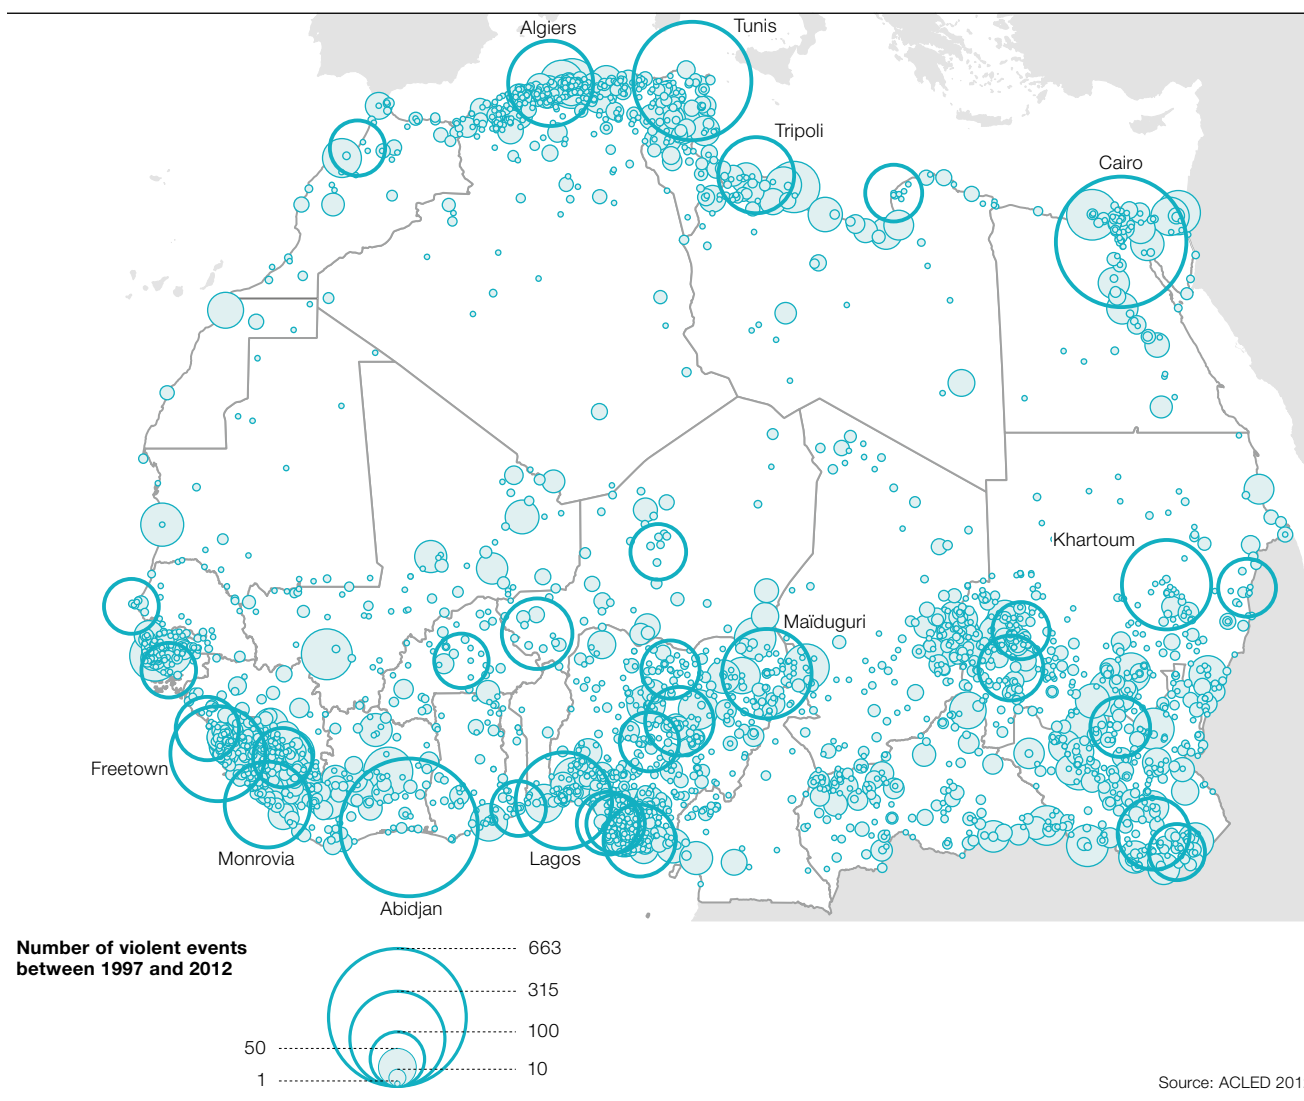 Algiers
Tunis
Tripoli
Cairo
Khartoum
Maïduguri
Freetown
Monrovia
Lagos
Abidjan
Number of violent events
between 1997 and 2012
663
315
100
50
10
1
Source: ACLED